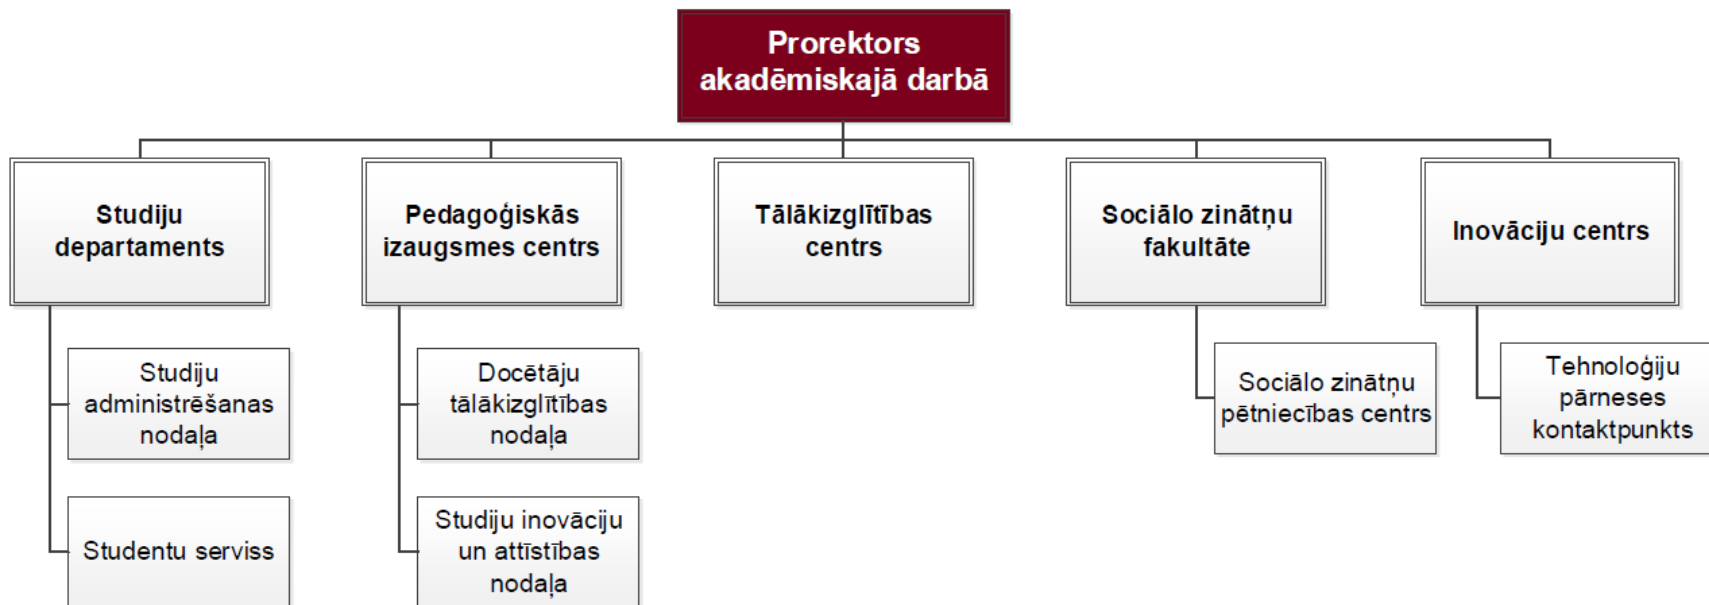 Prorektors
akadēmiskajā darbā
Studiju
departaments
Pedagoģiskās
izaugsmes centrs
Tālākizglītības
centrs
Sociālo zinātņu
fakultāte
Inovāciju centrs
Studiju
administrēšanas
nodaļa
Docētāju
tālākizglītības
nodaļa
Sociālo zinātņu
pētniecības centrs
Tehnoloģiju
pārneses
kontaktpunkts
Studentu serviss
Studiju inovāciju
un attīstības
nodaļa